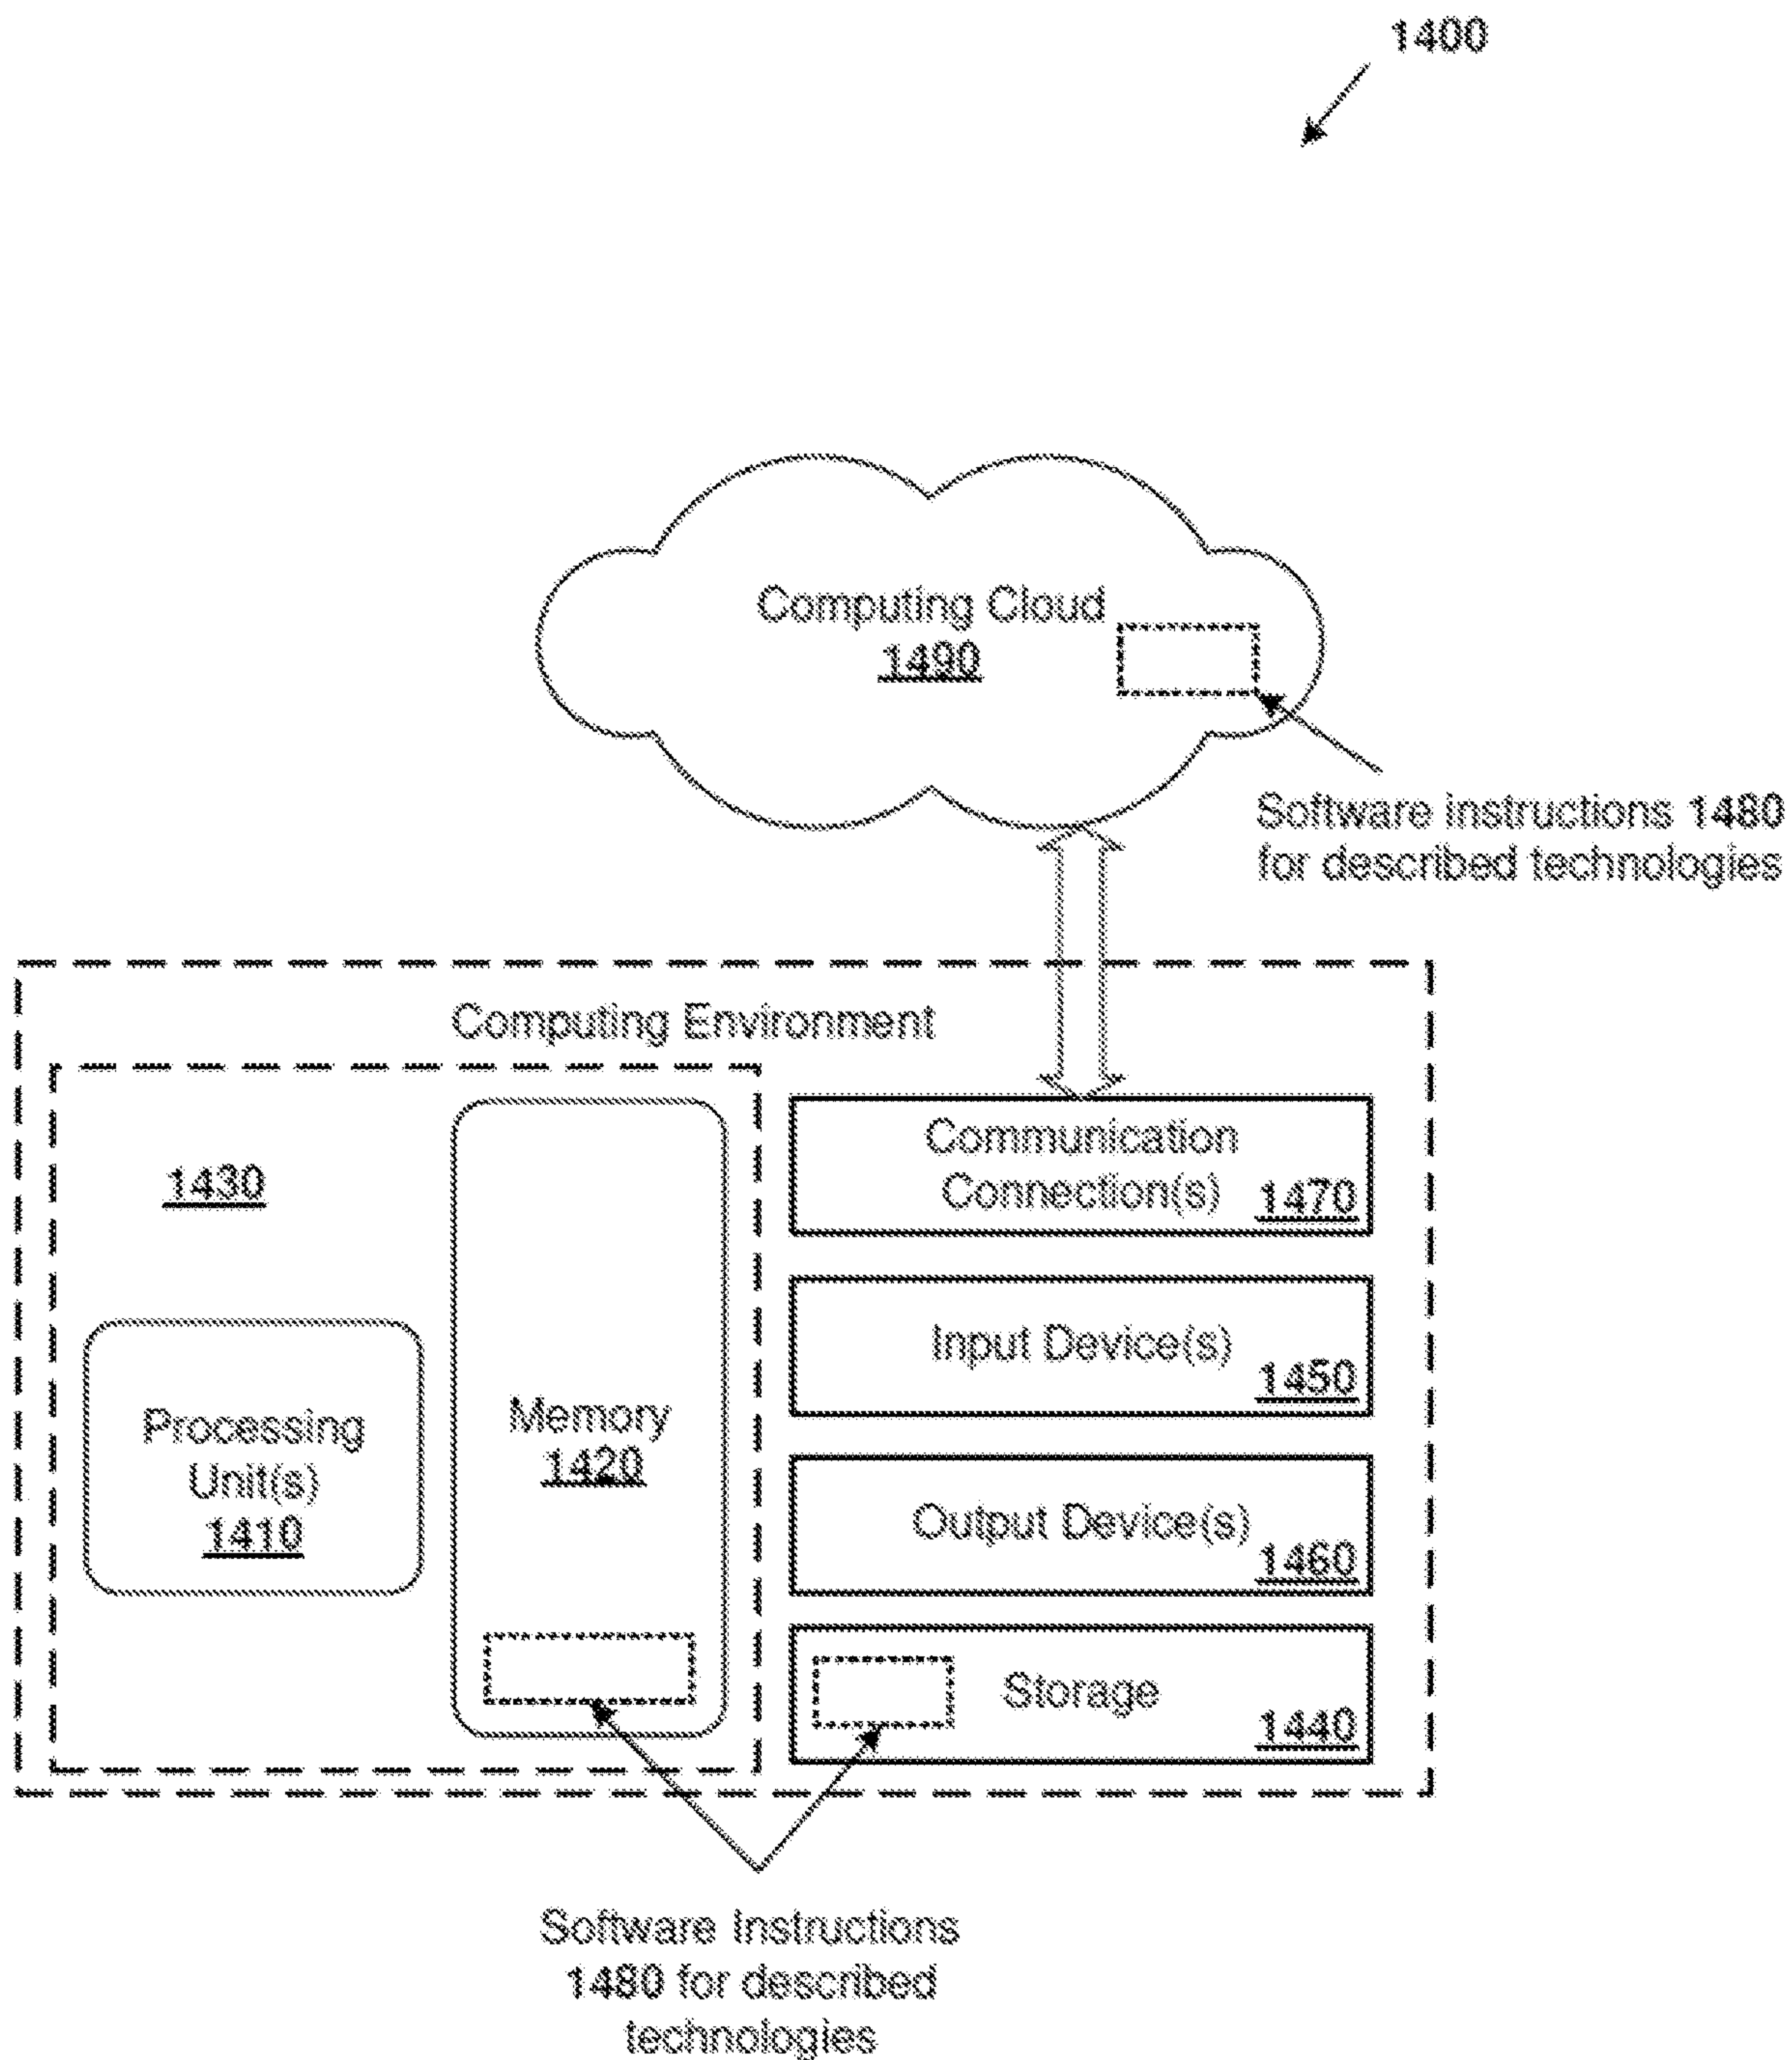 1400
Computing Cloud
1490
Software instructions 1480
for described technologies
Computing Environment
1430
Processing
Unit(s)
1410
Memory
1420
Communication
Connection(s)
1470
Input Device(s)
1450
Output Device(s)
1460
Storage
1440
Software Instructions
1480 for described
technologies